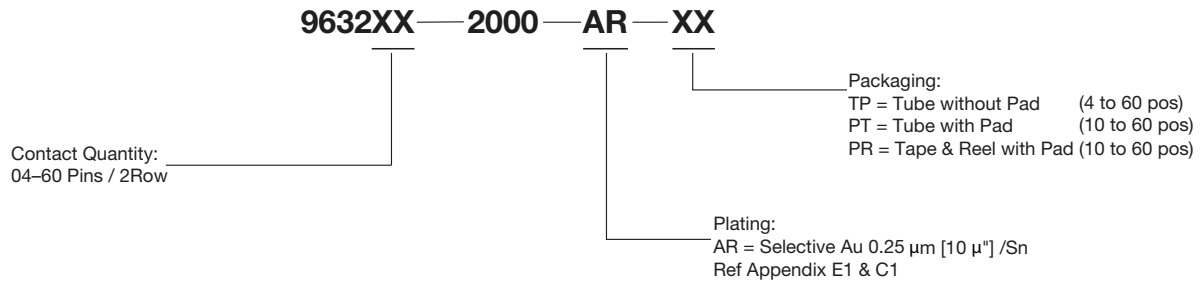 9632XX — 2000 — AR — XX
Packaging:
TP = Tube without Pad (4 to 60 pos)
PT = Tube with Pad (10 to 60 pos)
PR = Tape & Reel with Pad (10 to 60 pos)
Contact Quantity:
04–60 Pins / 2Row
Plating:
AR = Selective Au 0.25 µm [10 µ"] /Sn
Ref Appendix E1 & C1